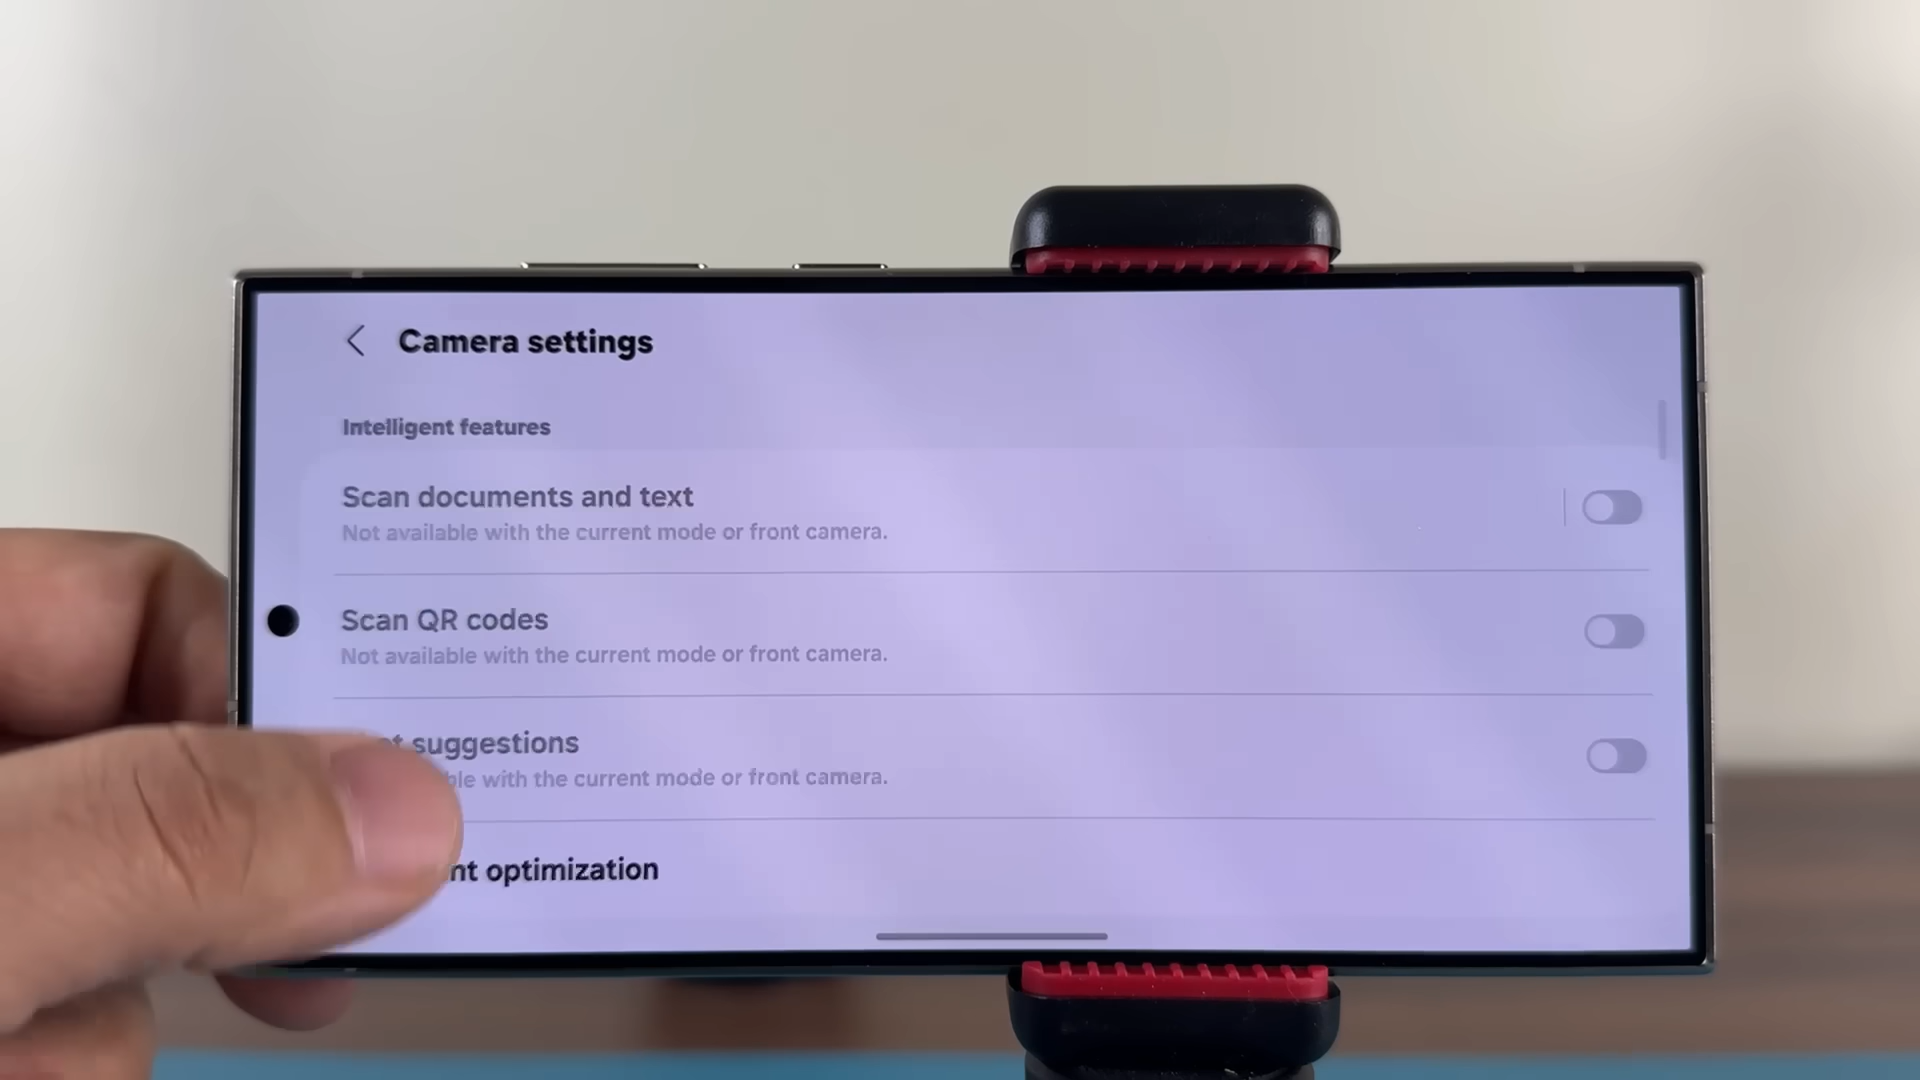 Camera settings
Intelligent features
Scan documents and text
Not available with the current mode or front camera.
Scan QR codes
Not available with the current mode or front camera.
suggestions
with the current mode or front camera.
optimization